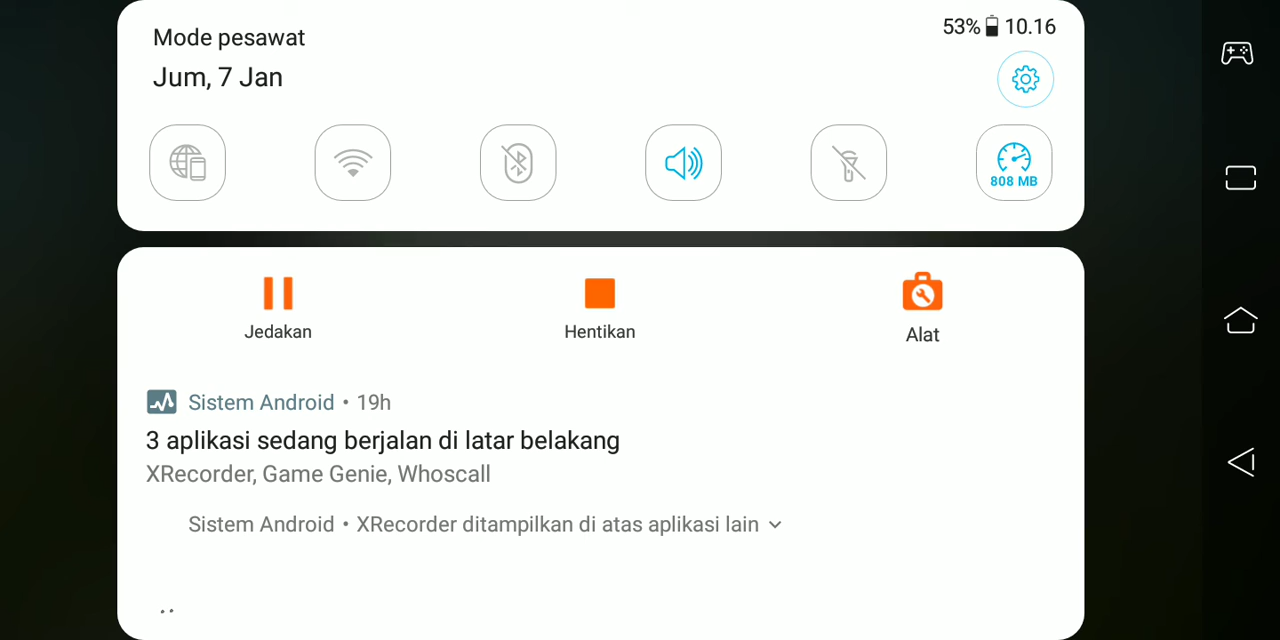 Mode pesawat
53% 10.16
Jum, 7 Jan
808 MB
Jedakan
Hentikan
Alat
Sistem Android • 19h
3 aplikasi sedang berjalan di latar belakang
XRecorder, Game Genie, Whoscall
Sistem Android • XRecorder ditampilkan di atas aplikasi lain